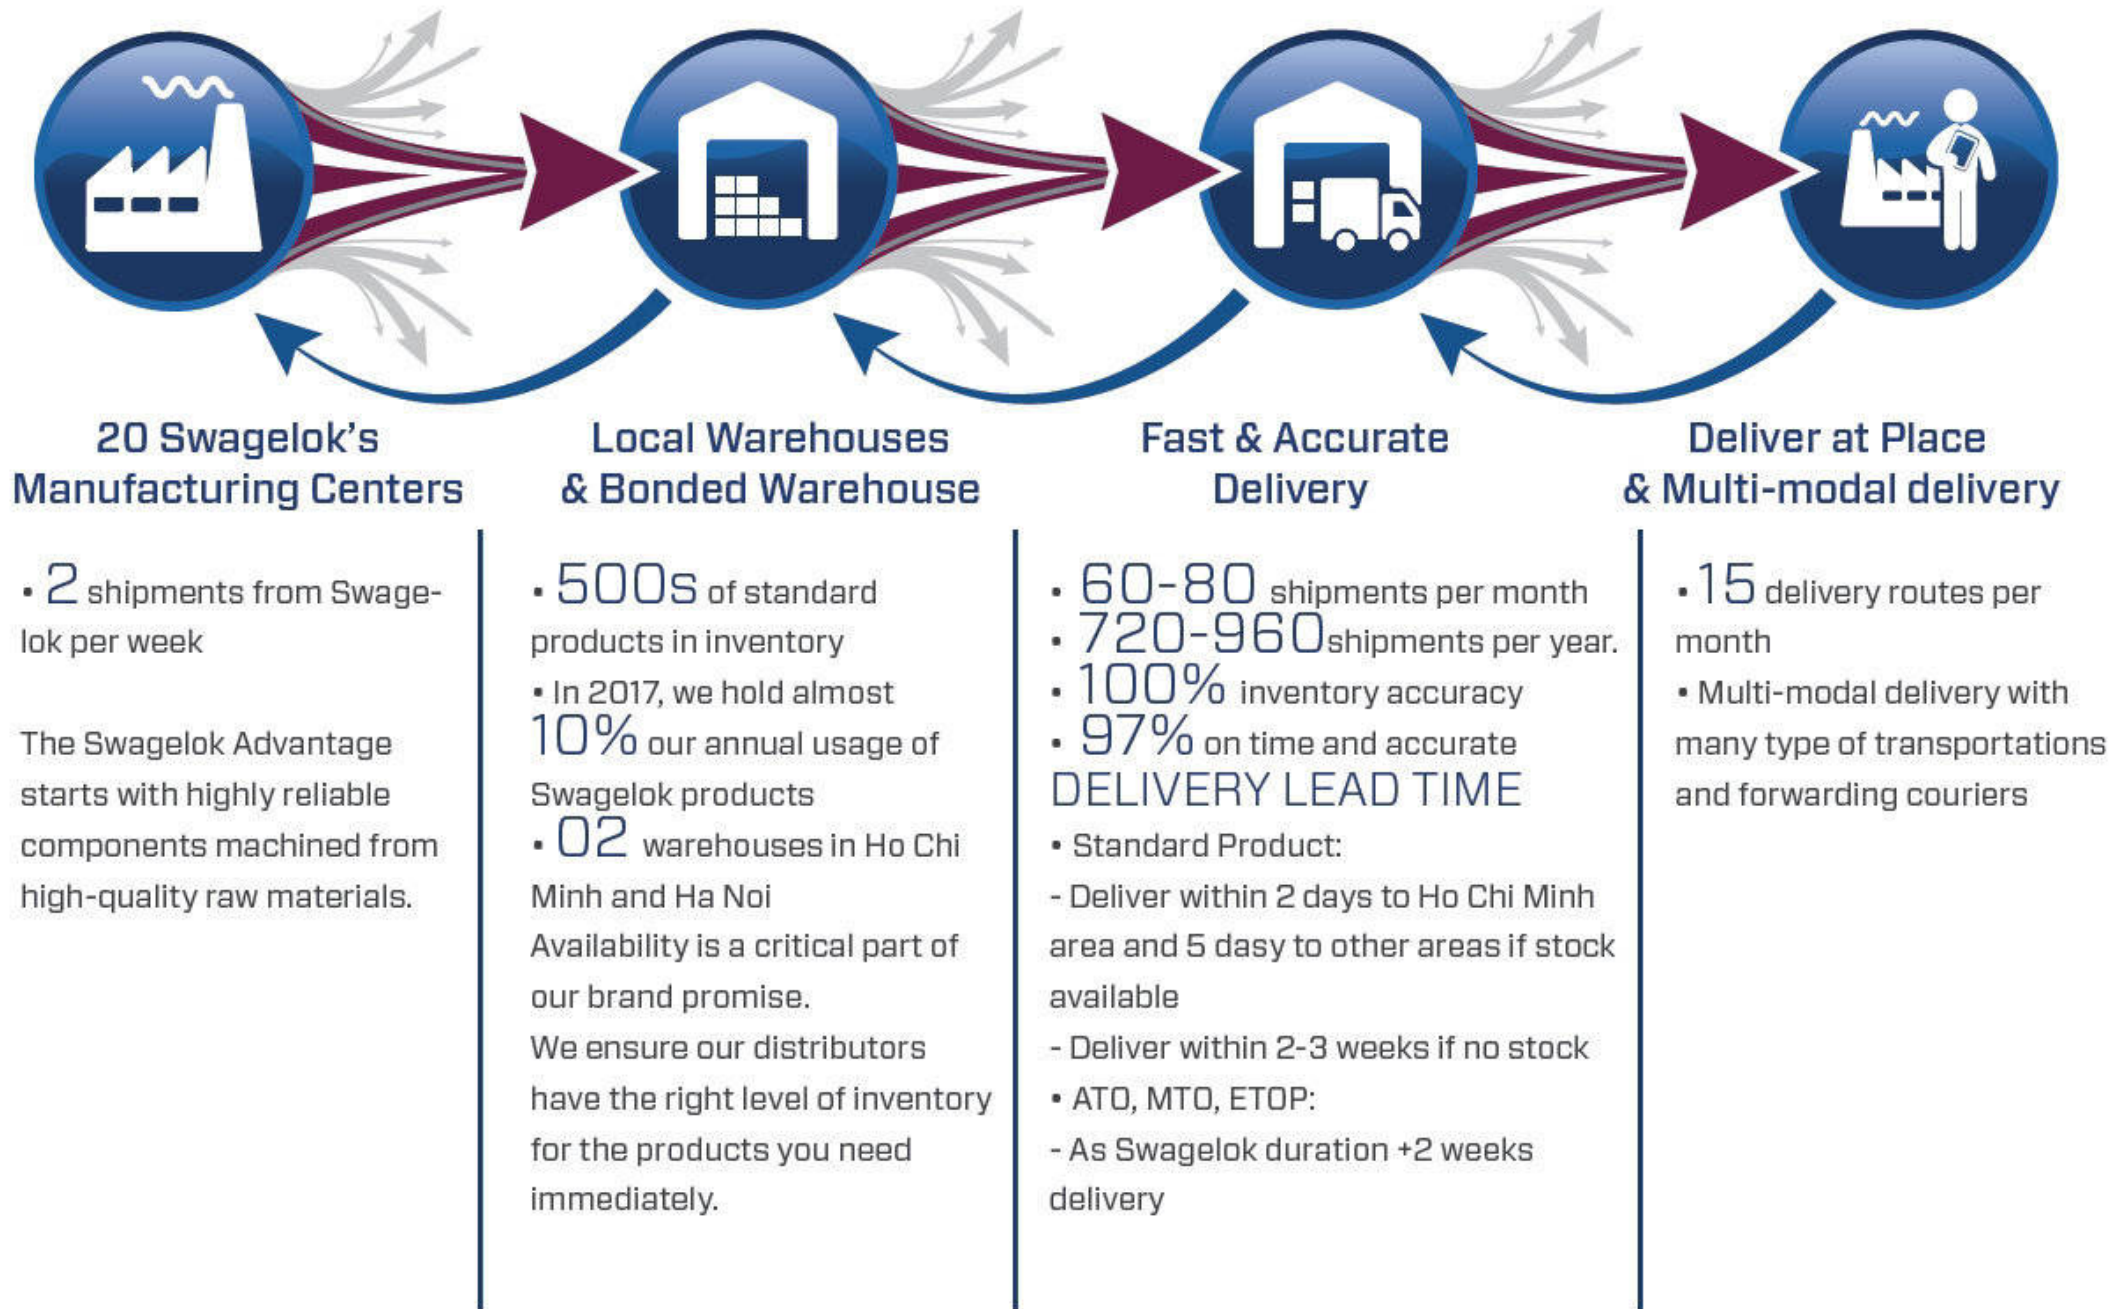 20 Swagelok's
Manufacturing Centers
• 2 shipments from Swage-
lok per week
The Swagelok Advantage
starts with highly reliable
components machined from
high-quality raw materials.
Local Warehouses
& Bonded Warehouse
• 500s of standard
products in inventory
• In 2017, we hold almost
10% our annual usage of
Swagelok products
• 02 warehouses in Ho Chi
Minh and Ha Noi
Availability is a critical part of
our brand promise.
We ensure our distributors
have the right level of inventory
for the products you need
immediately.
Fast & Accurate
Delivery
• 60-80 shipments per month
• 720-960shipments per year.
• 100% inventory accuracy
• 97% on time and accurate
DELIVERY LEAD TIME
• Standard Product:
- Deliver within 2 days to Ho Chi Minh
area and 5 dasy to other areas if stock
available
- Deliver within 2-3 weeks if no stock
• ATO, MTO, ETOP:
- As Swagelok duration +2 weeks
delivery
Deliver at Place
& Multi-modal delivery
• 15 delivery routes per
month
• Multi-modal delivery with
many type of transportations
and forwarding couriers